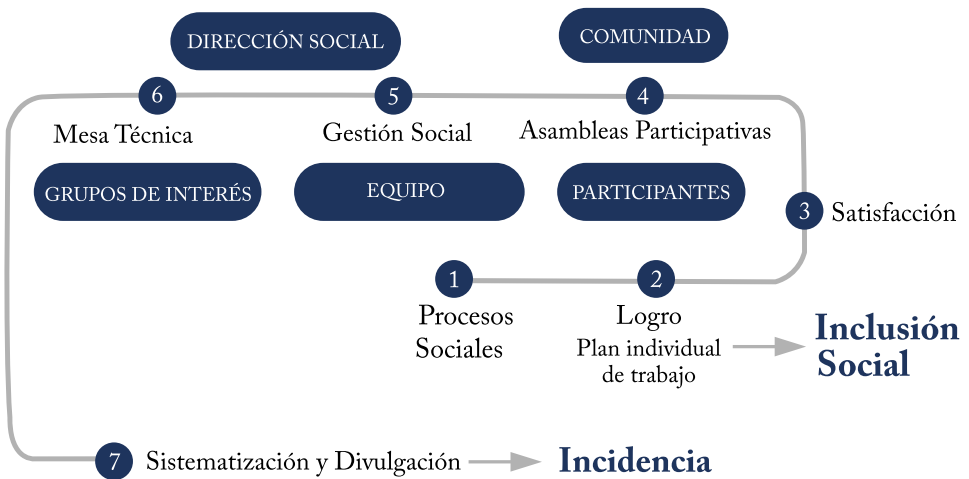 DIRECCIÓN SOCIAL
COMUNIDAD
6
5
4
Mesa Técnica
Gestión Social
Asambleas Participativas
GRUPOS DE INTERÉS
EQUIPO
PARTICIPANTES
3
Satisfacción
1
2
Procesos
Sociales
Logro
Plan individual
de trabajo
Inclusión
Social
7
Sistematización y Divulgación
Incidencia